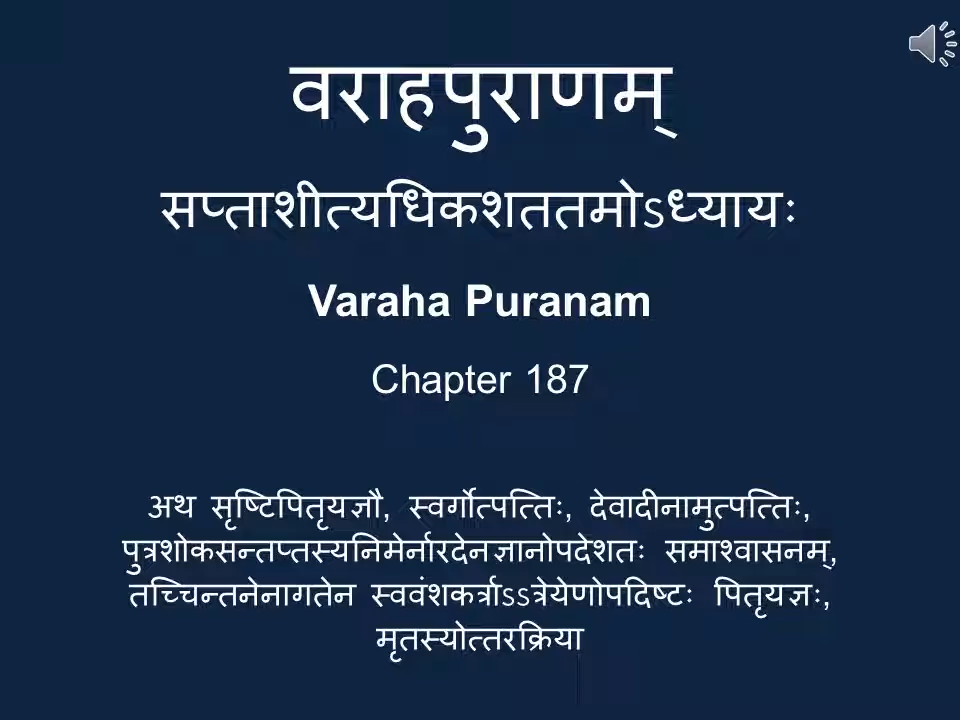 वराहपुराणम्
सप्ताशीत्यधिकशततमोऽध्यायः
Varaha Puranam
Chapter 187
अथ सृष्टिपितृयज्ञौ, स्वर्गोत्पत्तिः, देवादीनामुत्पत्तिः,
पुत्रशोकसन्तप्तस्यनिमेर्नारदेनज्ञानोपदेशतः समाश्वासनम्,
तच्चिन्तनेनागतेन स्ववंशकर्त्राऽऽत्रेयेणोपदिष्टः पितृयज्ञः,
मृतस्योत्तरक्रिया